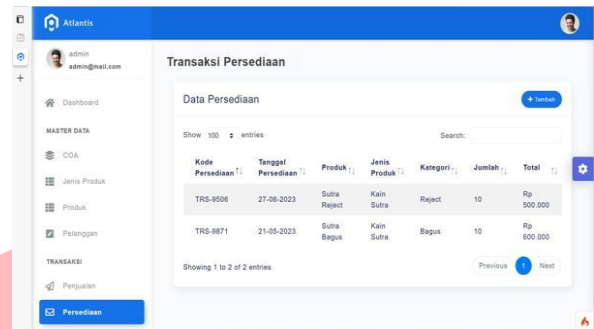 Atlantis
admin
admin@mail.com
Dashboard
MASTER DATA
COA
Jenis Produk
Produk
Pelanggan
TRANSAKSI
Penjualan
Persediaan
Transaksi Persediaan
Data Persediaan
+ Tambah
Show 100 entries
Search:
Kode Persediaan
Tanggal Persediaan
Produk
Jenis Produk
Kategori
Jumlah
Total
TRS-9506 27-06-2023 Sutra Reject Kain Sutra Reject 10 Rp 500.000
TRS-9871 21-05-2023 Sutra Bagus Kain Sutra Bagus 10 Rp 600.000
Showing 1 to 2 of 2 entries
Previous 1 Next